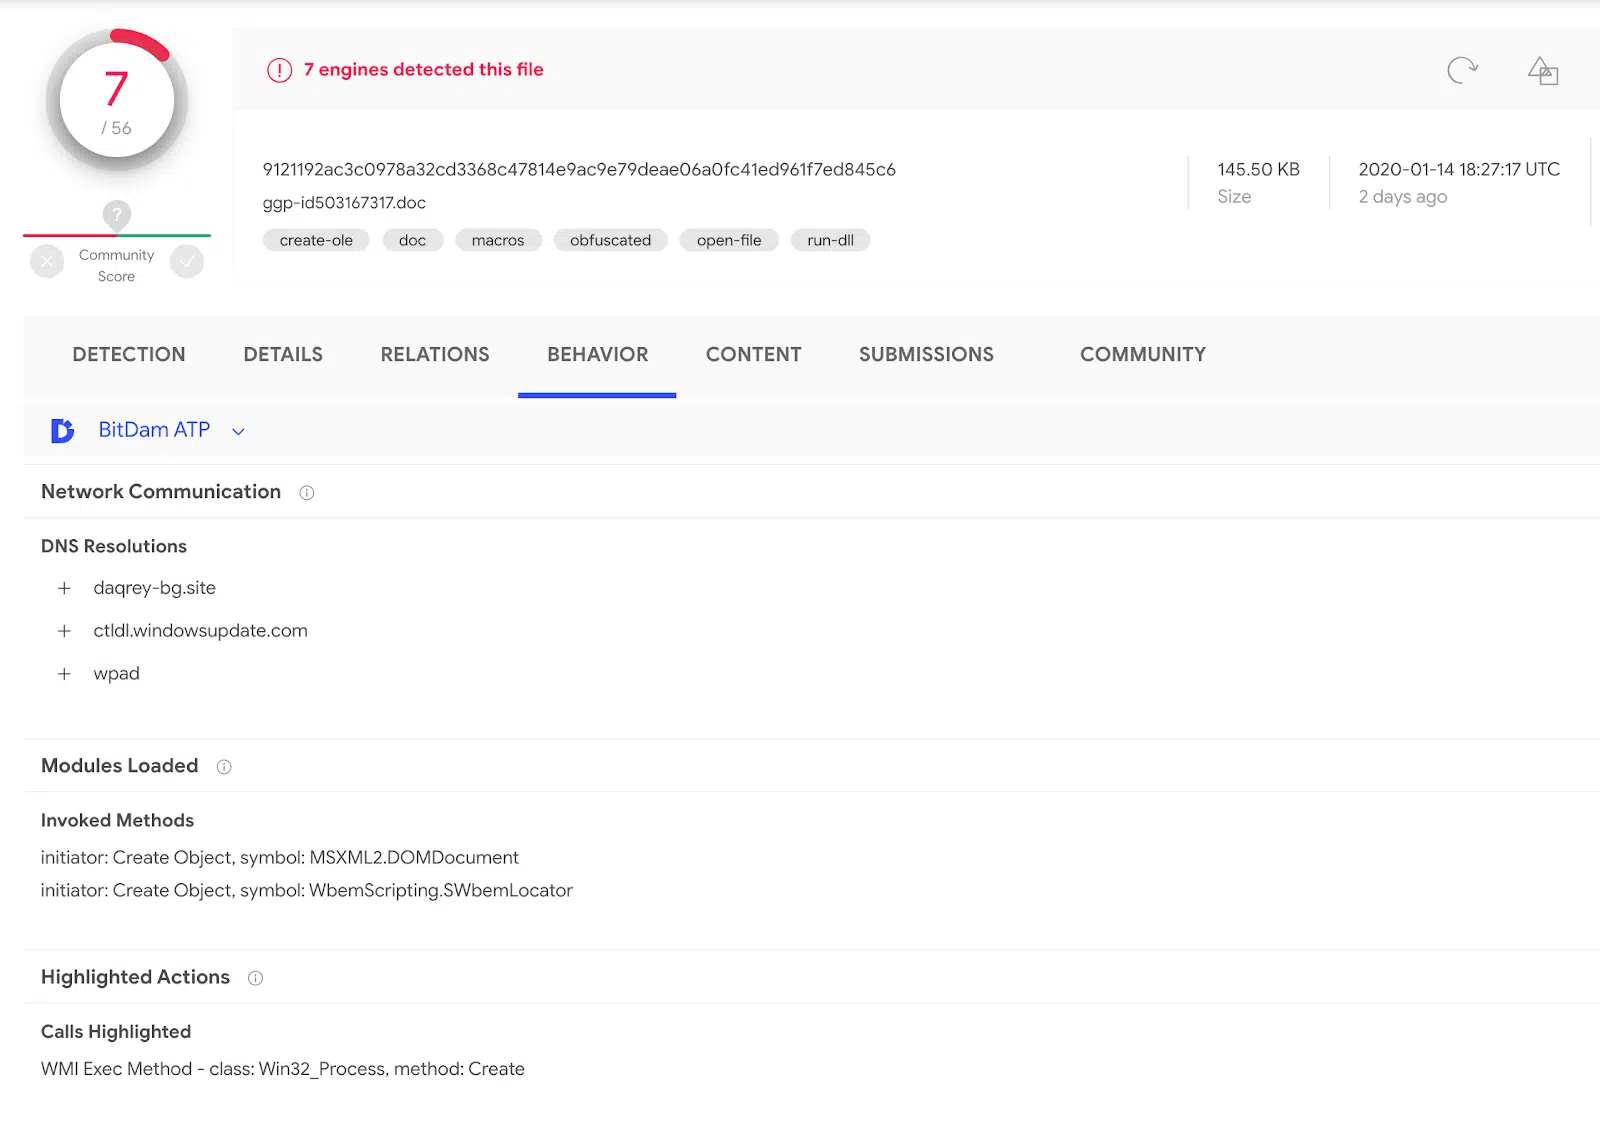 7
/ 56
?
Community
Score
7 engines detected this file
9121192ac3c0978a32cd3368c47814e9ac9e79deae06a0fc41ed961f7ed845c6
ggp-id503167317.doc
create-ole doc macros obfuscated open-file run-dll
145.50 KB
Size
2020-01-14 18:27:17 UTC
2 days ago
DETECTION DETAILS RELATIONS BEHAVIOR CONTENT SUBMISSIONS COMMUNITY
BitDam ATP
Network Communication
DNS Resolutions
+ daqrey-bg.site
+ ctldl.windowsupdate.com
+ wpad
Modules Loaded
Invoked Methods
initiator: Create Object, symbol: MSXML2.DOMDocument
initiator: Create Object, symbol: WbemScripting.SWbemLocator
Highlighted Actions
Calls Highlighted
WMI Exec Method - class: Win32_Process, method: Create